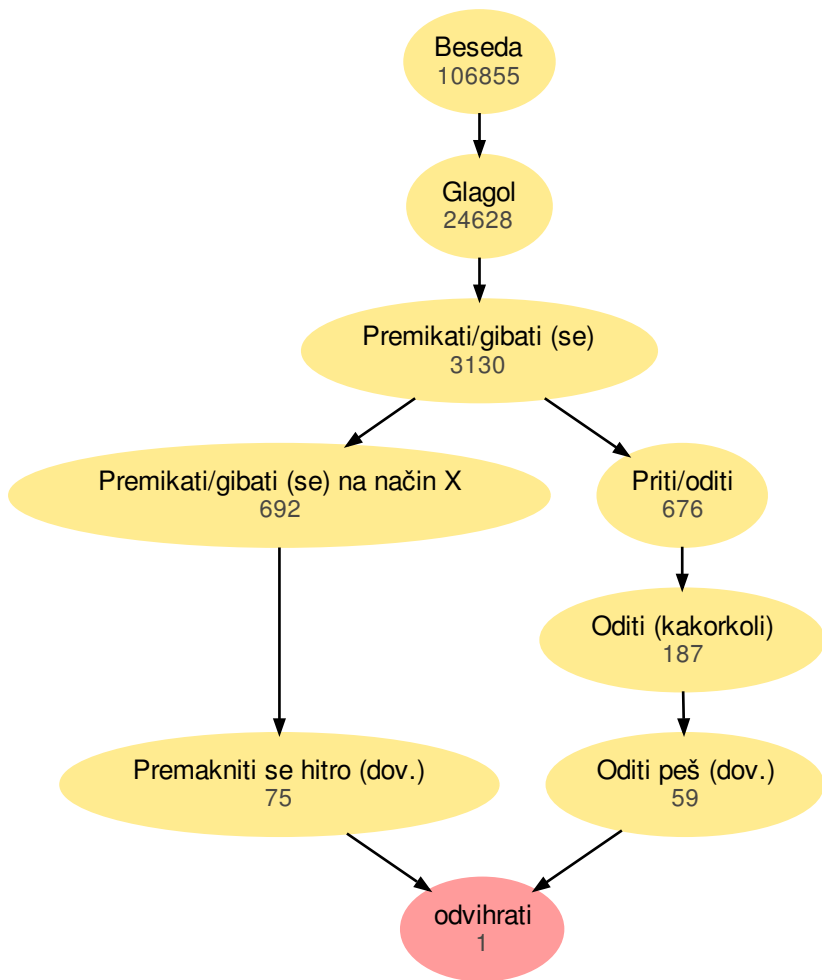 Beseda
106855
Glagol
24628
Premikati/gibati (se)
3130
Premikati/gibati (se) na način X
692
Priti/oditi
676
Oditi (kakorkoli)
187
Premakniti se hitro (dov.)
75
Oditi peš (dov.)
59
odvihrati
1